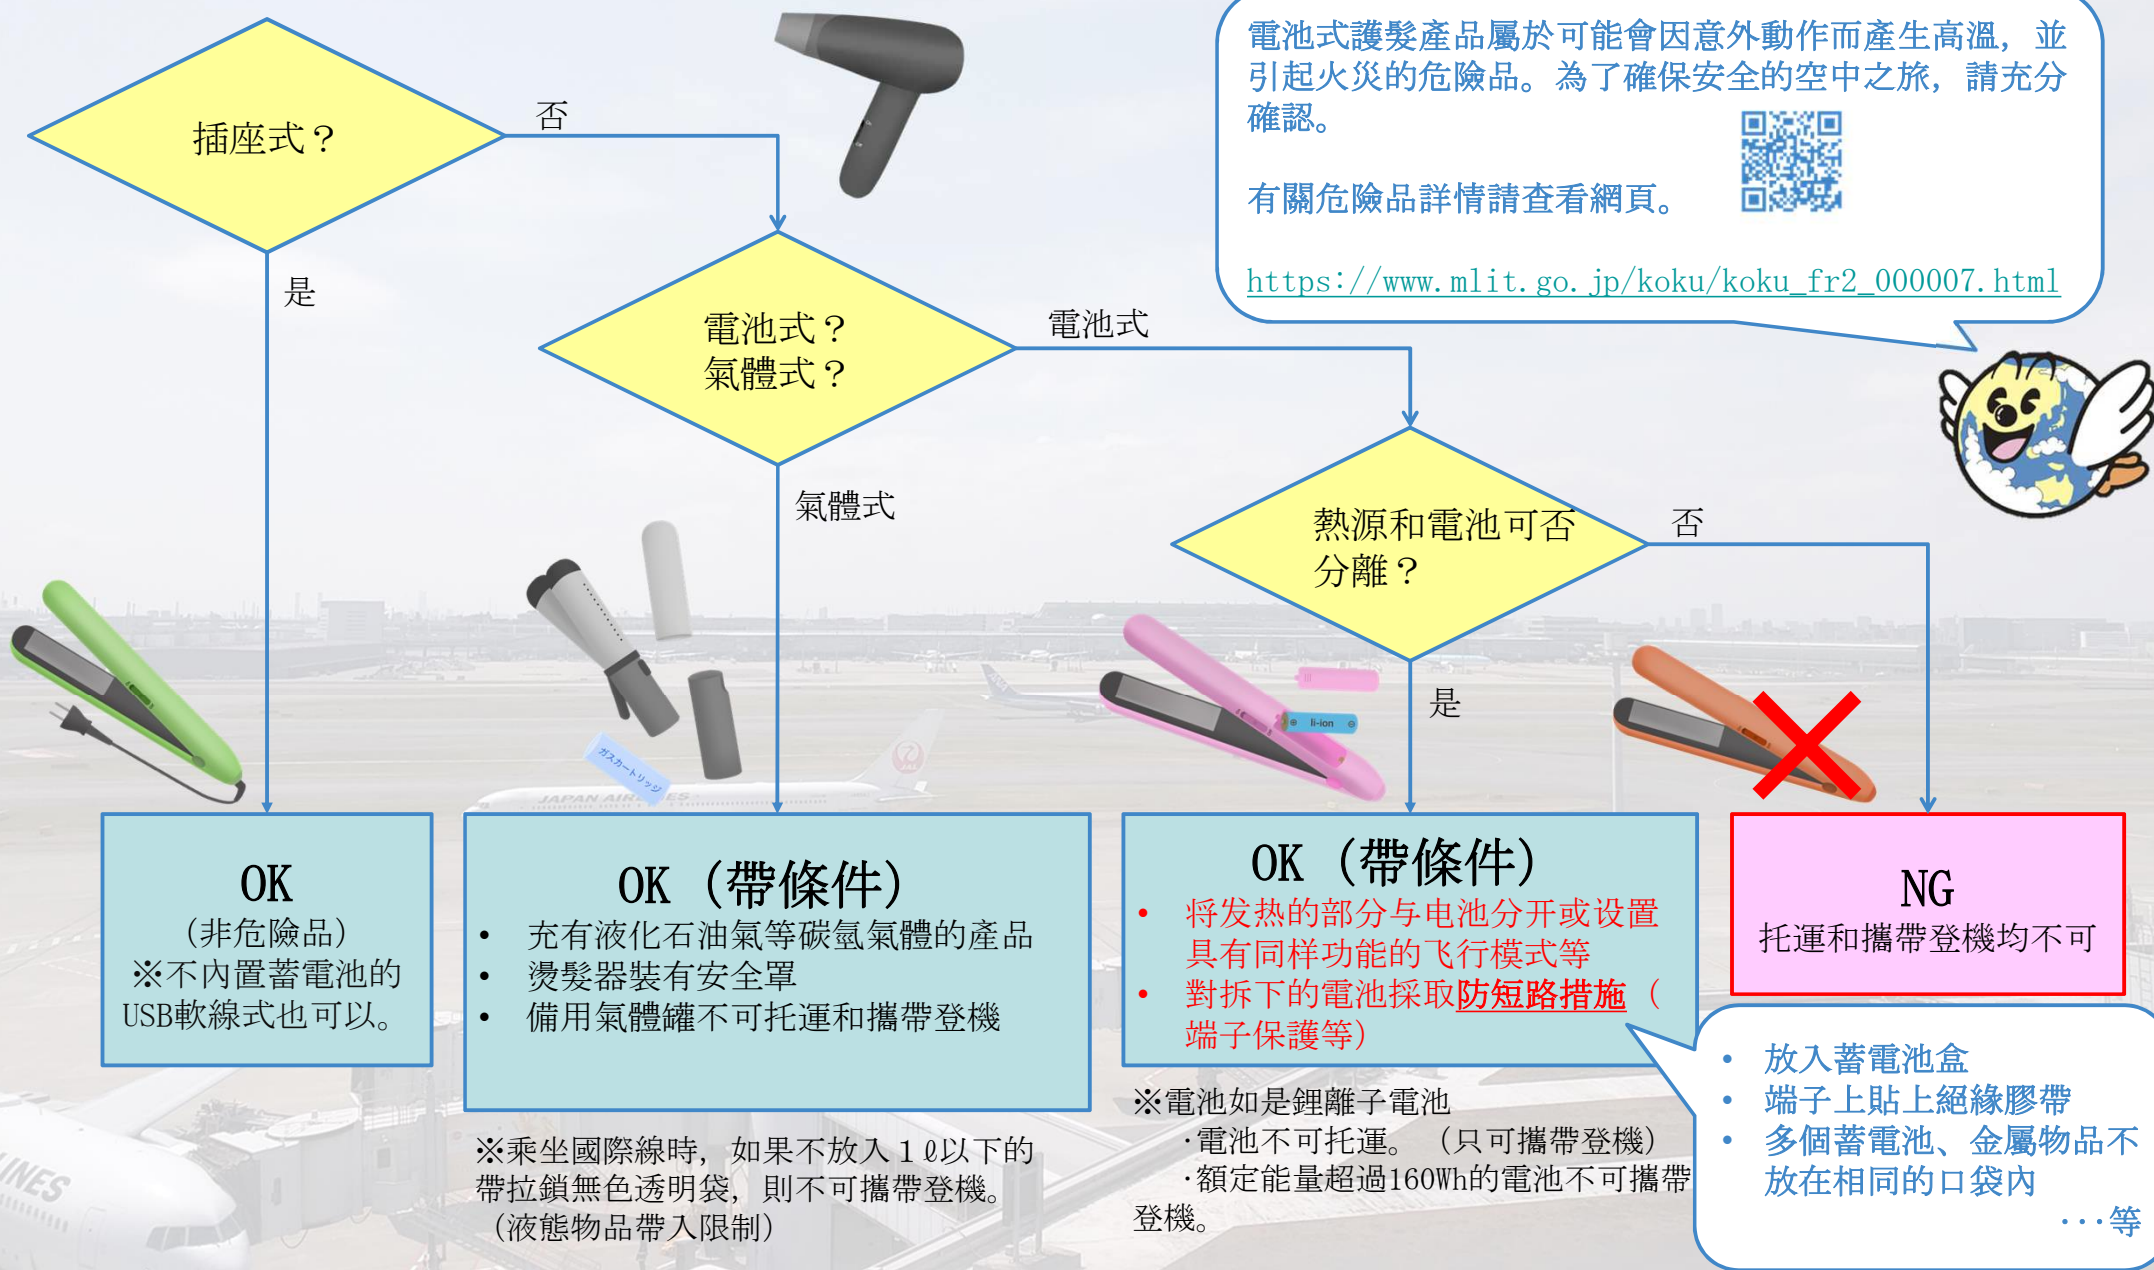 插座式？
否
是
電池式護髮產品屬於可能會因意外動作而產生高溫，並
引起火災的危險品。為了確保安全的空中之旅，請充分
確認。
有關危險品詳情請查看網頁。
https://www.mlit.go.jp/koku/koku_fr2_000007.html
電池式？
氣體式？
電池式
氣體式
熱源和電池可否
分離？
否
是
li-ion
ガスカートリッジ
JAPAN AIRLINES
JAL
INES
OK
（非危險品）
※不內置蓄電池的
USB軟線式也可以。
OK（帶條件）
• 充有液化石油氣等碳氫氣體的產品
• 燙髮器裝有安全罩
• 備用氣體罐不可托運和攜帶登機
※乘坐國際線時，如果不放入１ℓ以下的
帶拉鎖無色透明袋，則不可攜帶登機。
（液態物品帶入限制）
OK（帶條件）
• 将发热的部分与电池分开或设置
具有同样功能的飞行模式等
• 對拆下的電池採取防短路措施（
端子保護等）
※電池如是鋰離子電池
·電池不可托運。（只可攜帶登機）
·額定能量超過160Wh的電池不可攜帶
登機。
NG
托運和攜帶登機均不可
• 放入蓄電池盒
• 端子上貼上絕緣膠帶
• 多個蓄電池、金屬物品不
放在相同的口袋內
···等